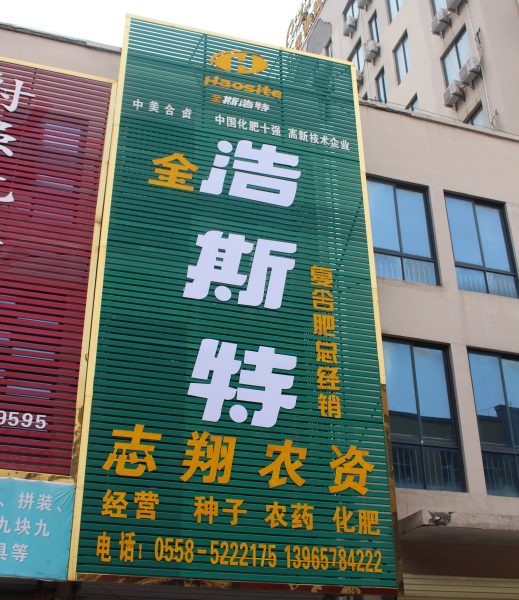 Haosite
金斯浩特
中美合资 中国化肥十强 高新技术企业
金浩斯特
复合肥总经销
志翔农资
经营 种子 农药 化肥
电话：0558-5222175 13965784222
9595
、拼装、
九块九
具等